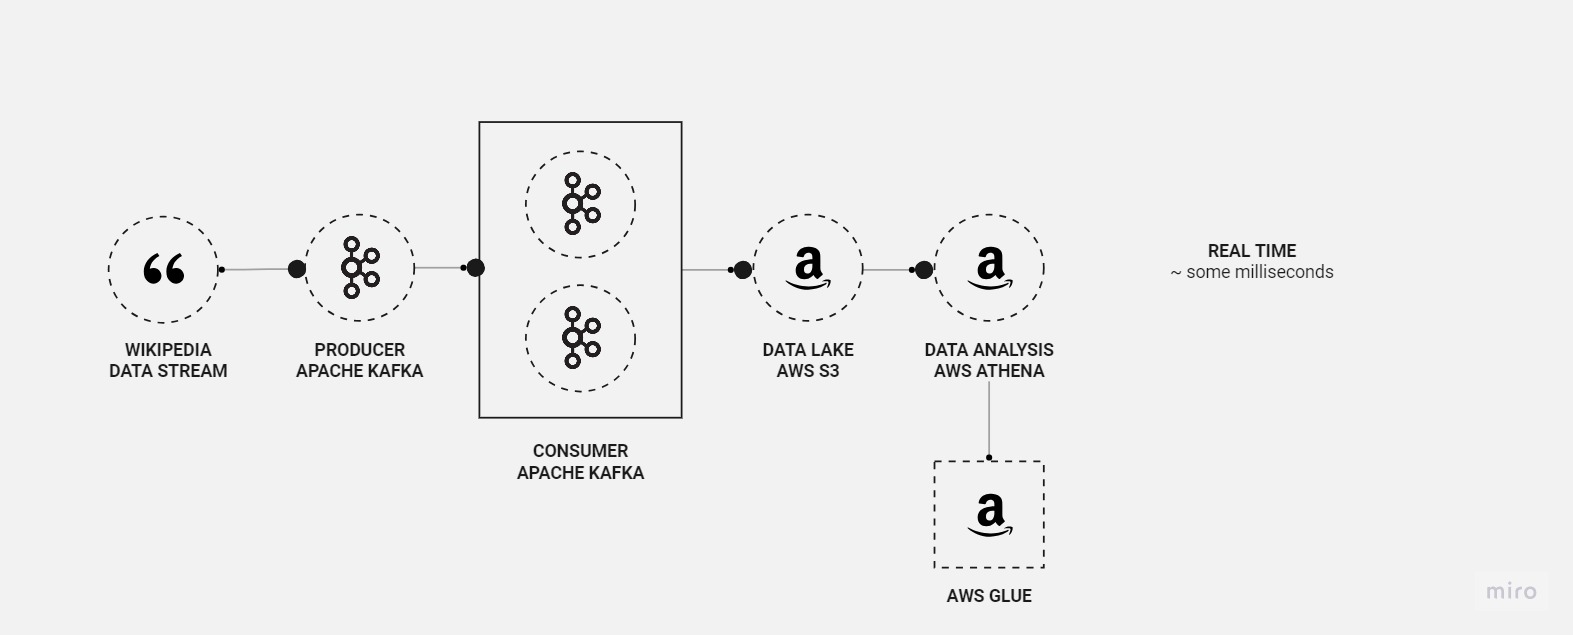 WIKIPEDIA
DATA STREAM
PRODUCER
APACHE KAFKA
CONSUMER
APACHE KAFKA
DATA LAKE
AWS S3
DATA ANALYSIS
AWS ATHENA
AWS GLUE
REAL TIME
~ some milliseconds
miro